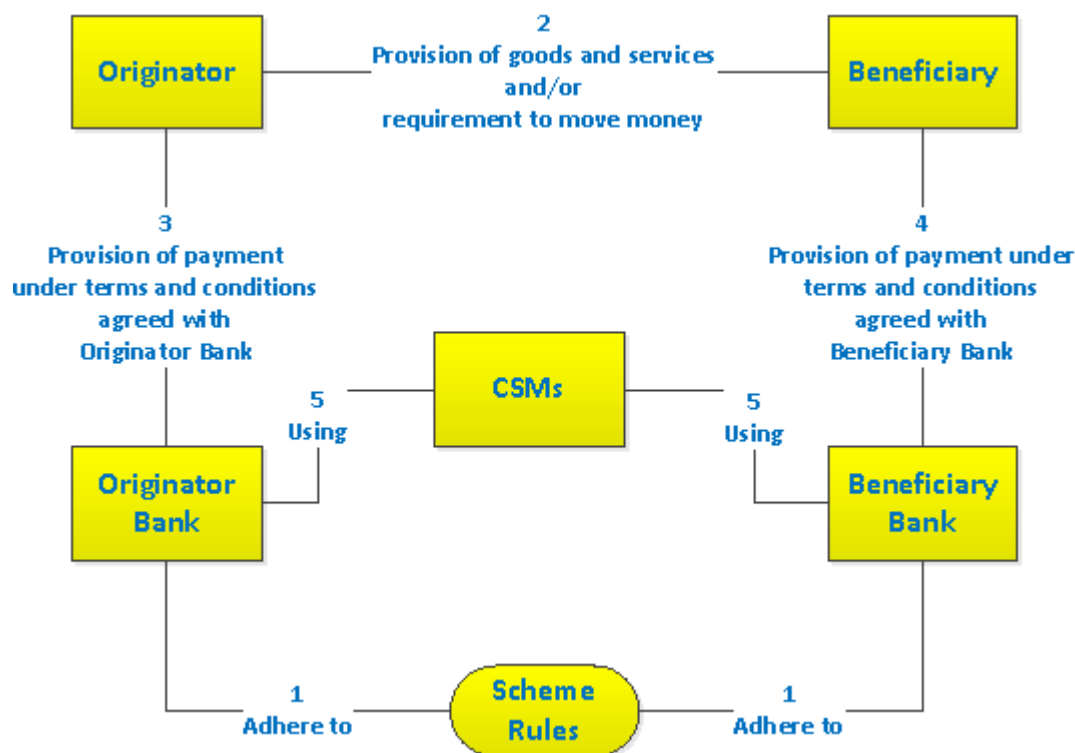 Originator
2
Provision of goods and services
and/or
requirement to move money
Beneficiary
3
Provision of payment
under terms and conditions
agreed with
Originator Bank
4
Provision of payment under
terms and conditions
agreed with
Beneficiary Bank
CSMs
5
Using
5
Using
Originator
Bank
Beneficiary
Bank
1
Adhere to
Scheme
Rules
1
Adhere to